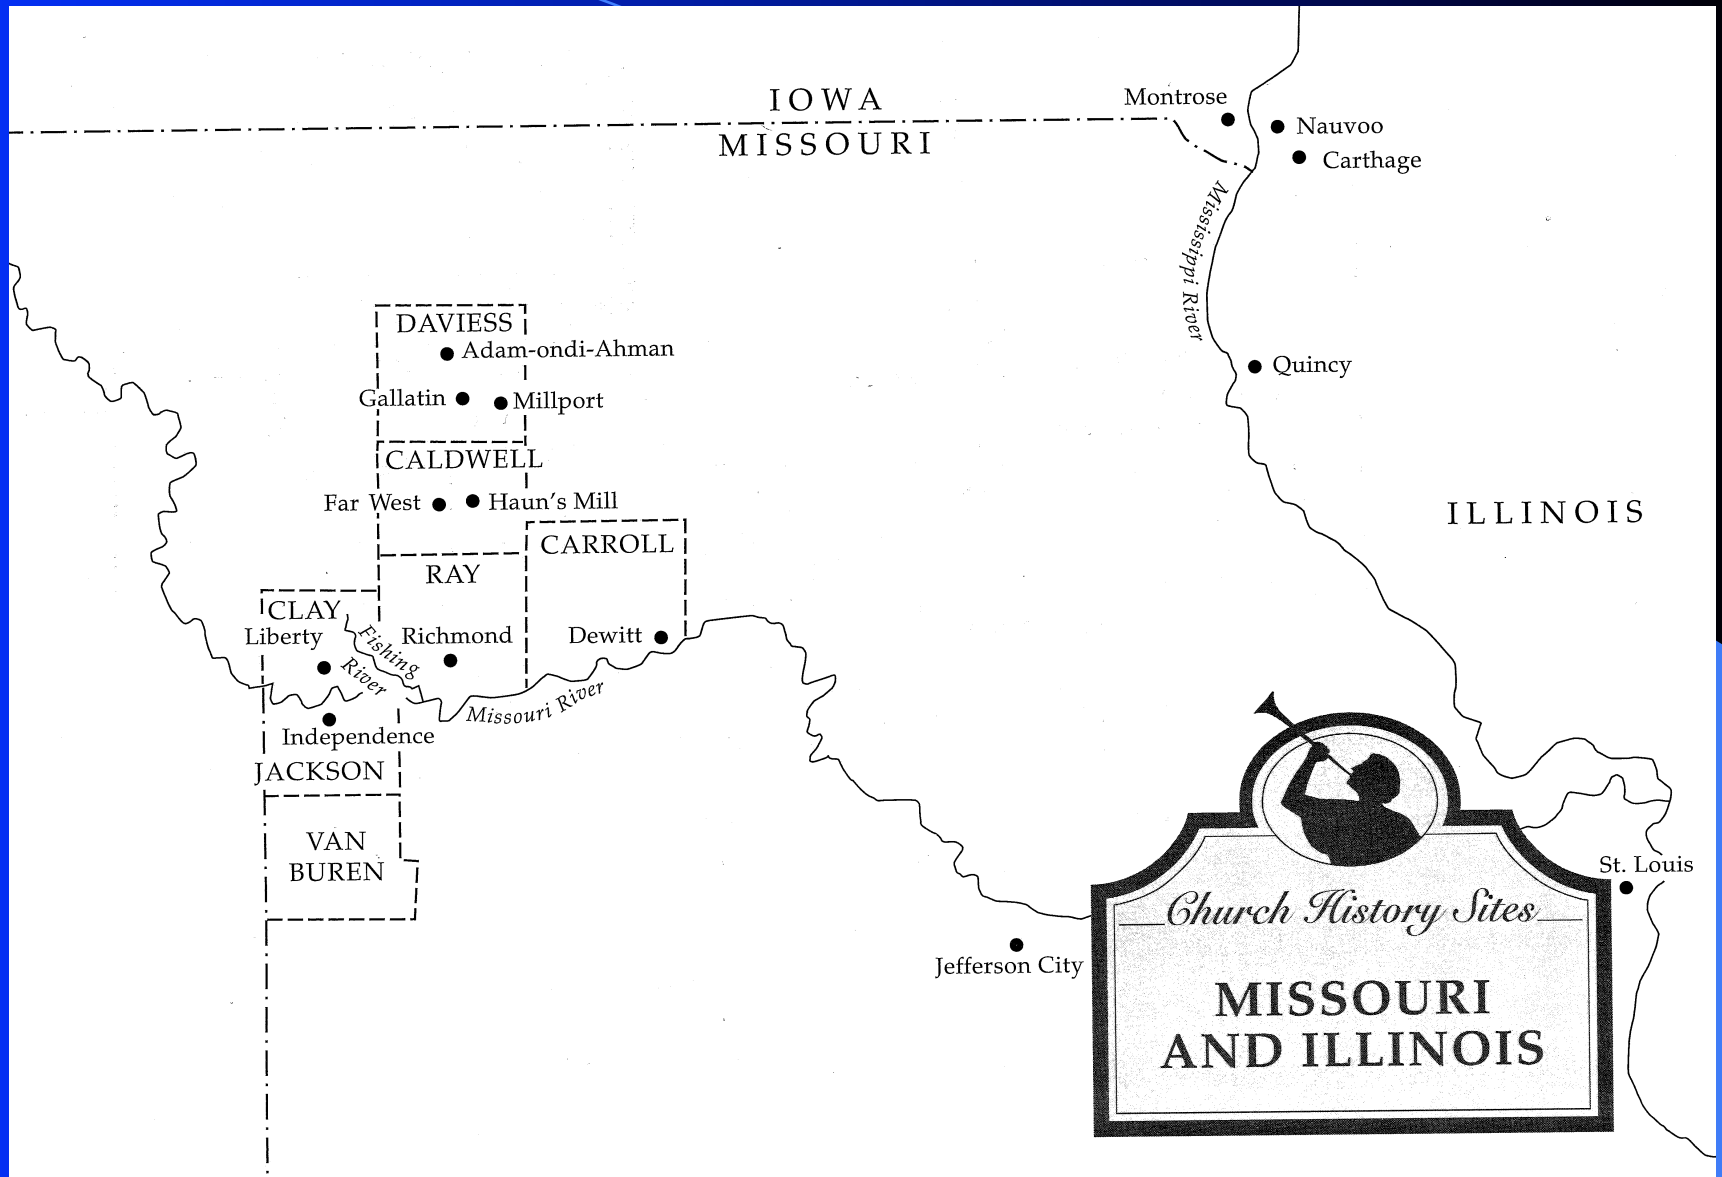 IOWA
MISSOURI
Montrose
Nauvoo
Carthage
Mississippi River
DAVIESS
Adam-ondi-Ahman
Gallatin
Millport
Quincy
CALDWELL
Far West
Haun's Mill
ILLINOIS
CARROLL
RAY
CLAY
Liberty
Fishing
River
Richmond
Dewitt
Missouri River
Independence
JACKSON
VAN
BUREN
St. Louis
Jefferson City
Church History Sites
MISSOURI
AND ILLINOIS